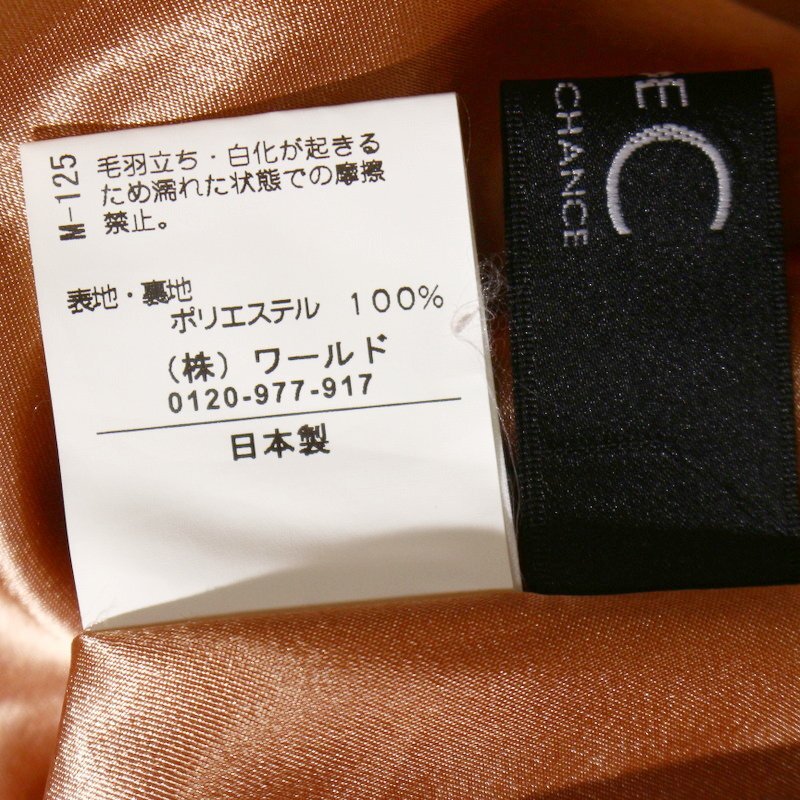 M-125
毛羽立ち・白化が起きる
ため濡れた状態での摩擦
禁止。
表地・裏地
ポリエステル 100%
(株) ワールド
0120-977-917
日本製
E C
CHANCE